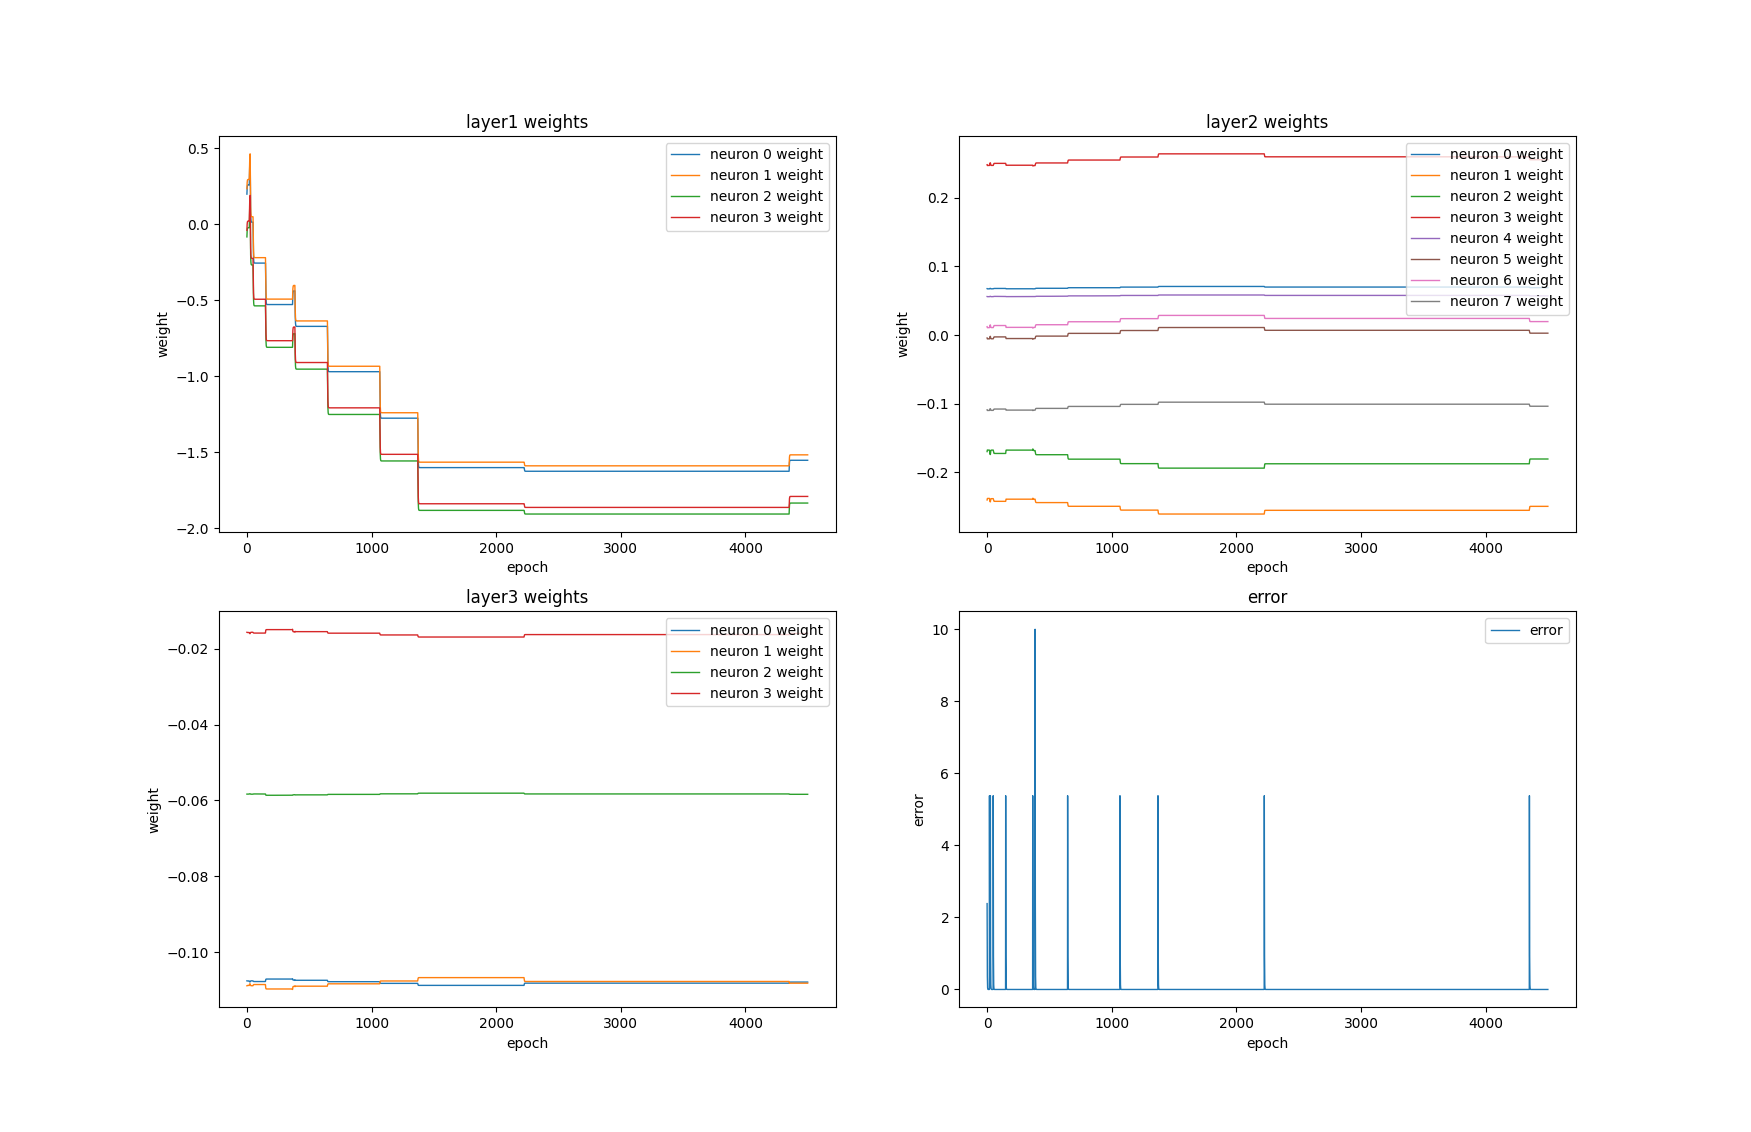 layer1 weights
0.5
0.0
−0.5
−1.0
−1.5
−2.0
weight
neuron 0 weight
neuron 1 weight
neuron 2 weight
neuron 3 weight
0
1000
2000
3000
4000
epoch
layer2 weights
0.2
0.1
0.0
−0.1
−0.2
weight
neuron 0 weight
neuron 1 weight
neuron 2 weight
neuron 3 weight
neuron 4 weight
neuron 5 weight
neuron 6 weight
neuron 7 weight
0
1000
2000
3000
4000
epoch
layer3 weights
−0.02
−0.04
−0.06
−0.08
−0.10
weight
neuron 0 weight
neuron 1 weight
neuron 2 weight
neuron 3 weight
0
1000
2000
3000
4000
epoch
error
10
8
6
4
2
0
error
error
0
1000
2000
3000
4000
epoch